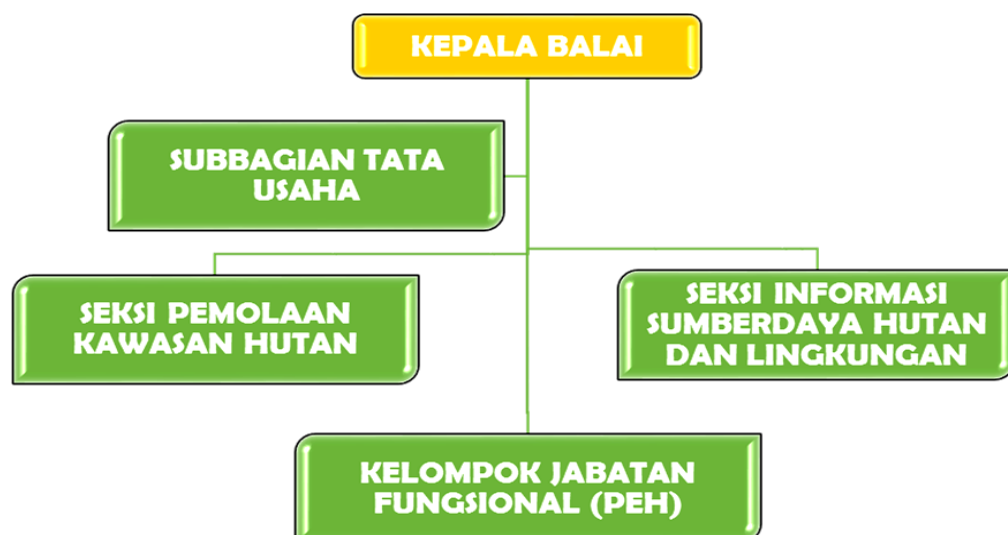 KEPALA BALAI
SUBBAGIAN TATA
USAHA
SEKSI PEMOLAAN
KAWASAN HUTAN
SEKSI INFORMASI
SUMBERDAYA HUTAN
DAN LINGKUNGAN
KELOMPOK JABATAN
FUNGSIONAL (PEH)